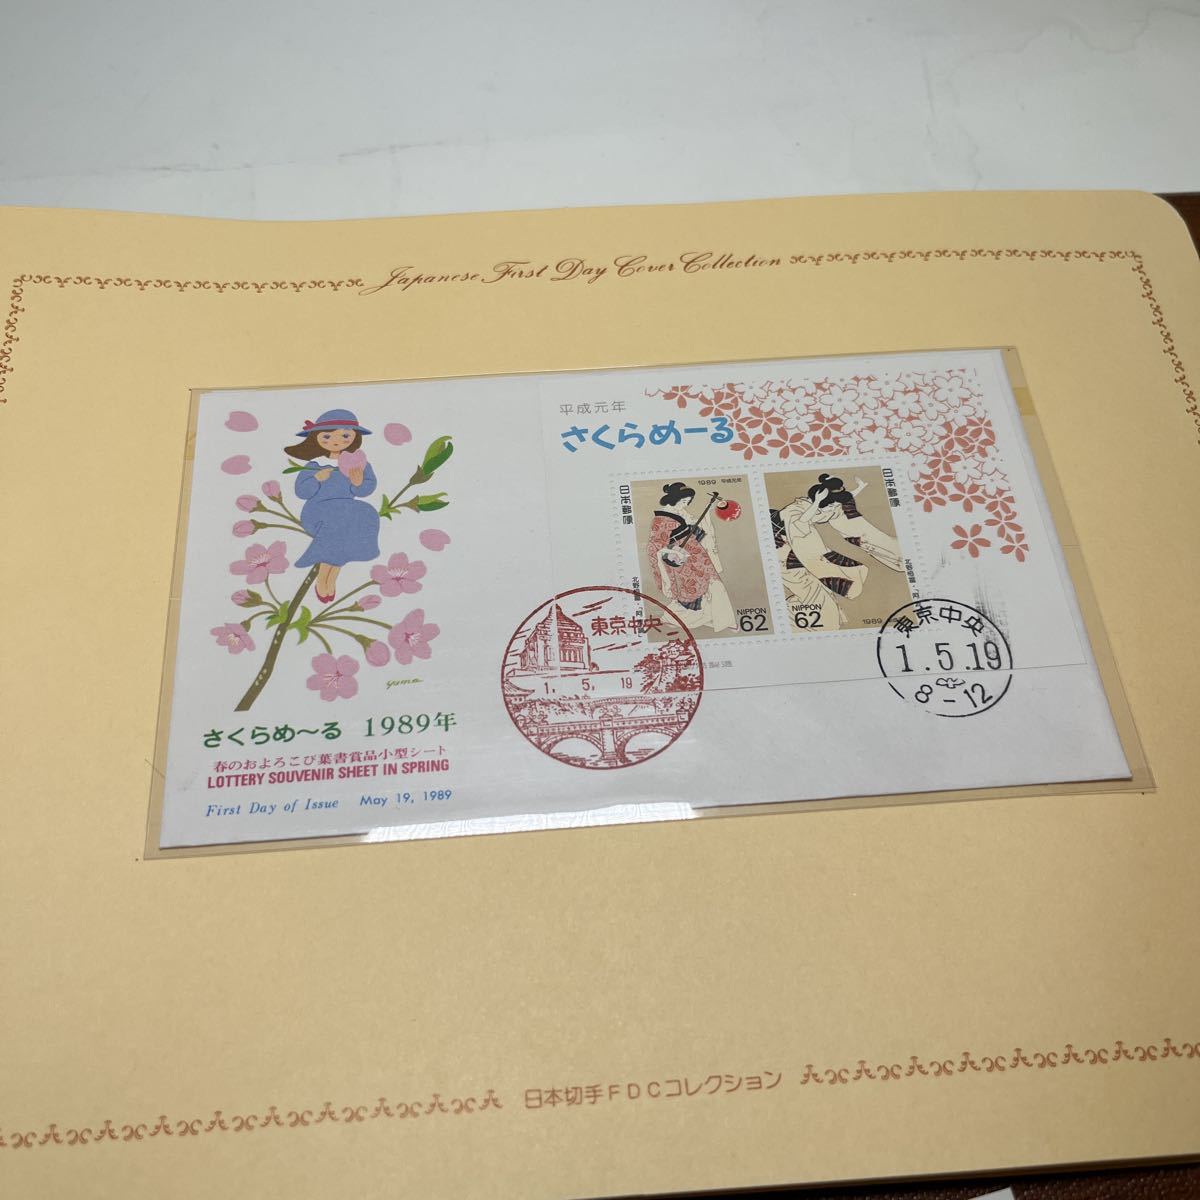 Japanese First Day Cover Collection
平成元年
さくらめーる
1989 平成元年
日本郵便
NIPPON
62
日本郵便
NIPPON
62
1989
東京中央
1. 5. 19
東京中央
1.5.19
8-12
yuma
さくらめ〜る 1989年
春のおよろこび葉書賞品小型シート
LOTTERY SOUVENIR SHEET IN SPRING
First Day of Issue May 19, 1989
日本切手FDCコレクション